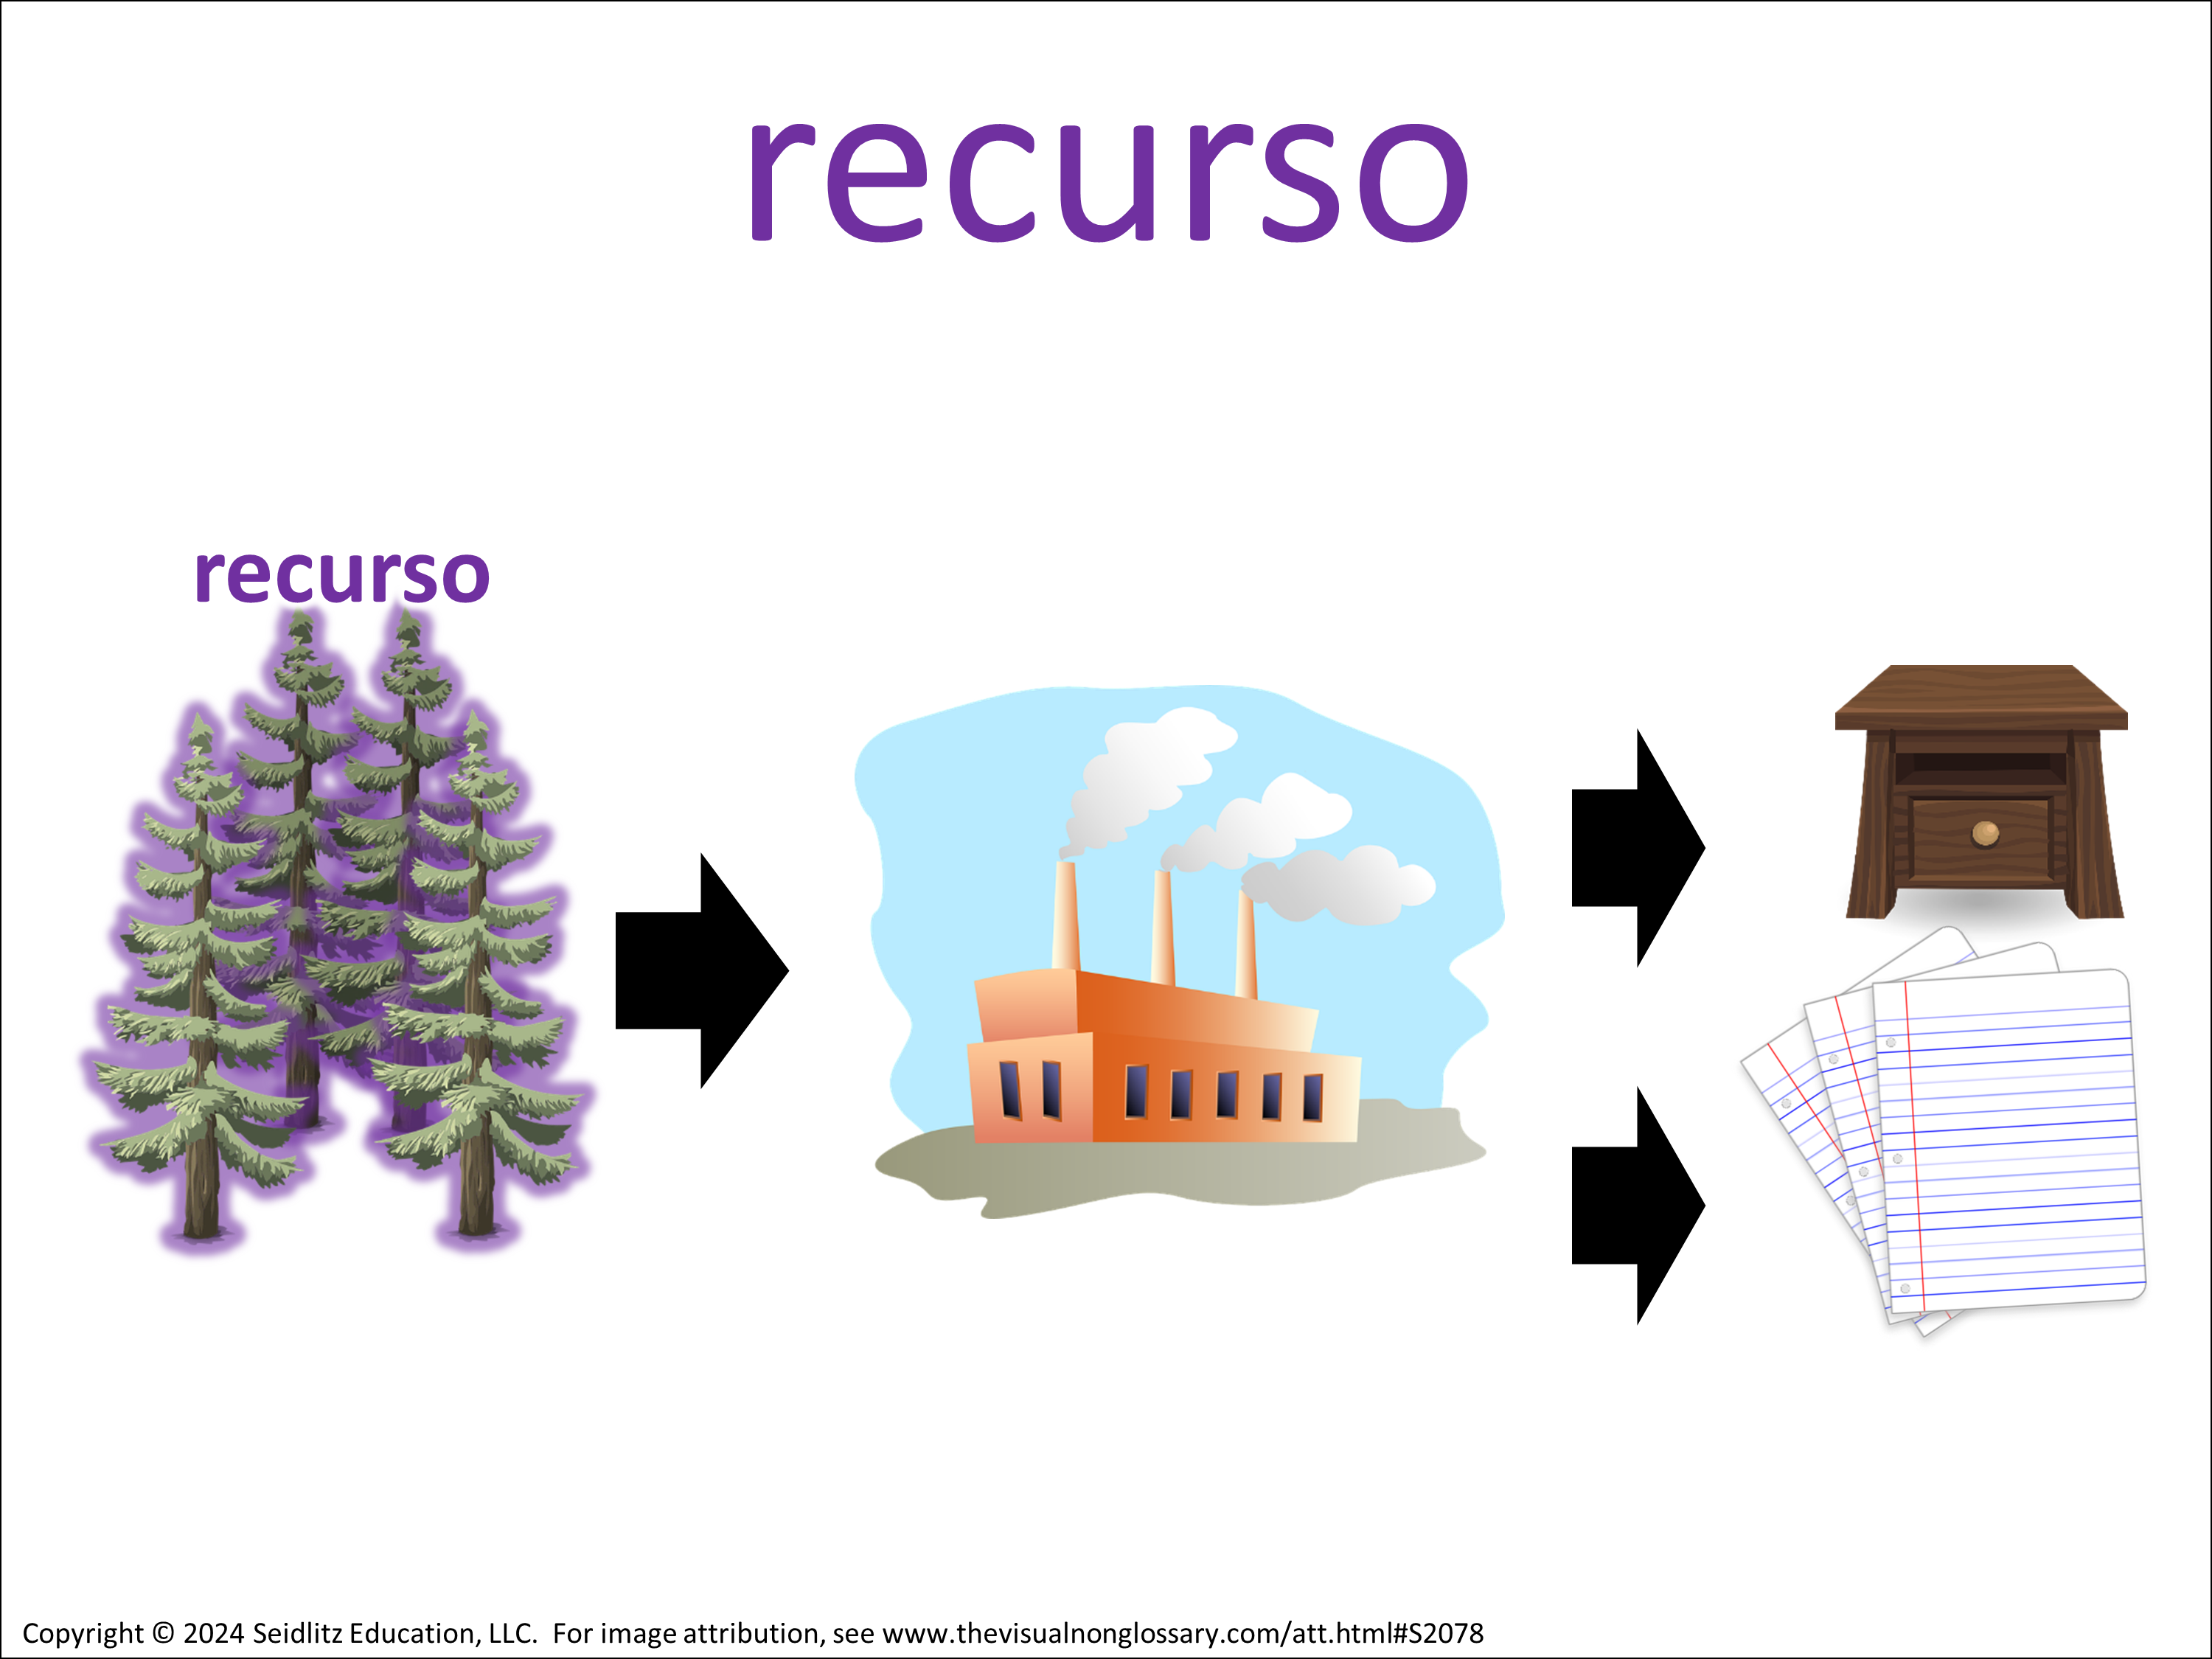 recurso
recurso
Copyright © 2024 Seidlitz Education, LLC.  For image attribution, see www.thevisualnonglossary.com/att.html#S2078